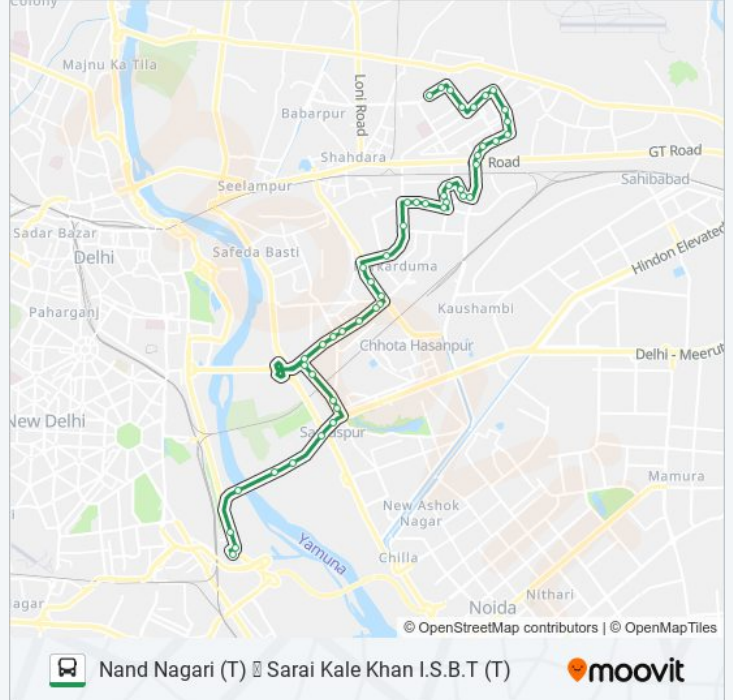 Colony
Majnu Ka Tila
Loni Road
Babarpur
Shahdara
Road
GT Road
Sahibabad
Seelampur
Sadar Bazar
Delhi
Safeda Basti
Hindon Elevated
Karkarduma
Paharganj
Kaushambi
Chhota Hasanpur
Delhi - Meerut
New Delhi
Samaspur
Mamura
New Ashok
Nagar
Yamuna
Chilla
Nithari
agar
Noida
© OpenStreetMap contributors | © OpenMapTiles
Nand Nagari (T) Sarai Kale Khan I.S.B.T (T)
moovit